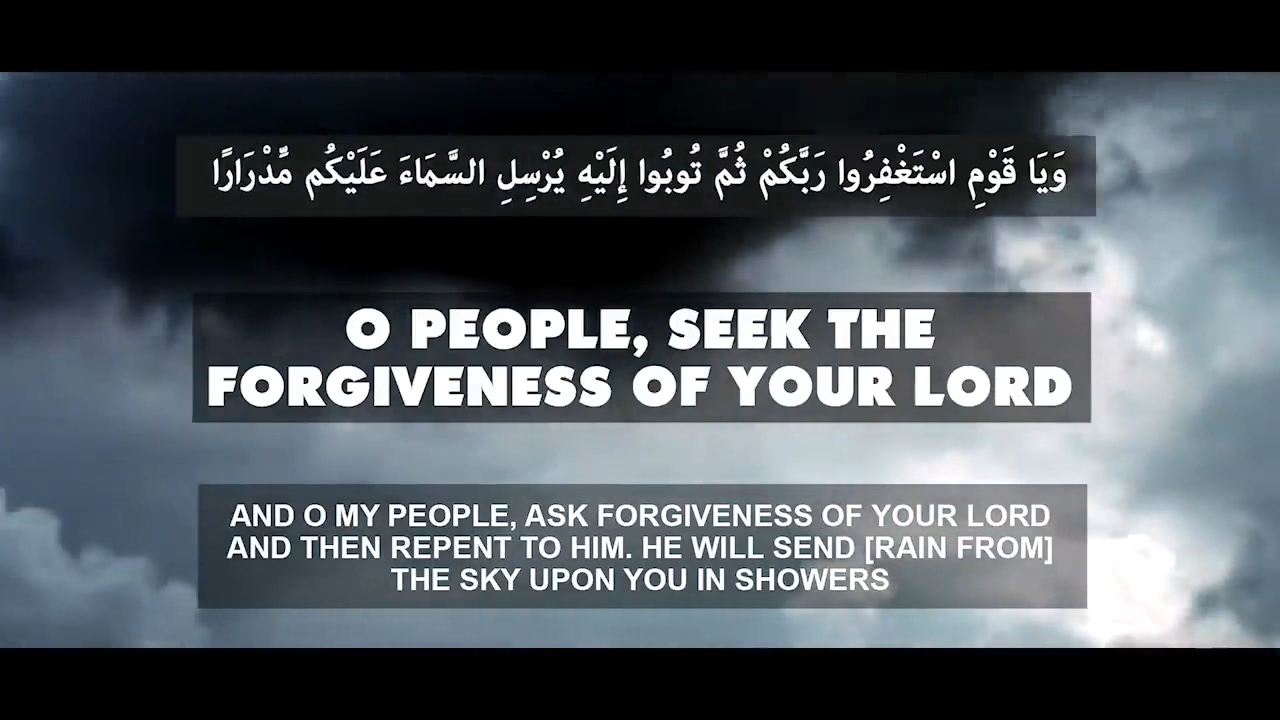 وَيَا قَوْمِ اسْتَغْفِرُوا رَبَّكُمْ ثُمَّ تُوبُوا إِلَيْهِ يُرْسِلِ السَّمَاءَ عَلَيْكُم مِّدْرَارًا
O PEOPLE, SEEK THE
FORGIVENESS OF YOUR LORD
AND O MY PEOPLE, ASK FORGIVENESS OF YOUR LORD
AND THEN REPENT TO HIM. HE WILL SEND [RAIN FROM]
THE SKY UPON YOU IN SHOWERS